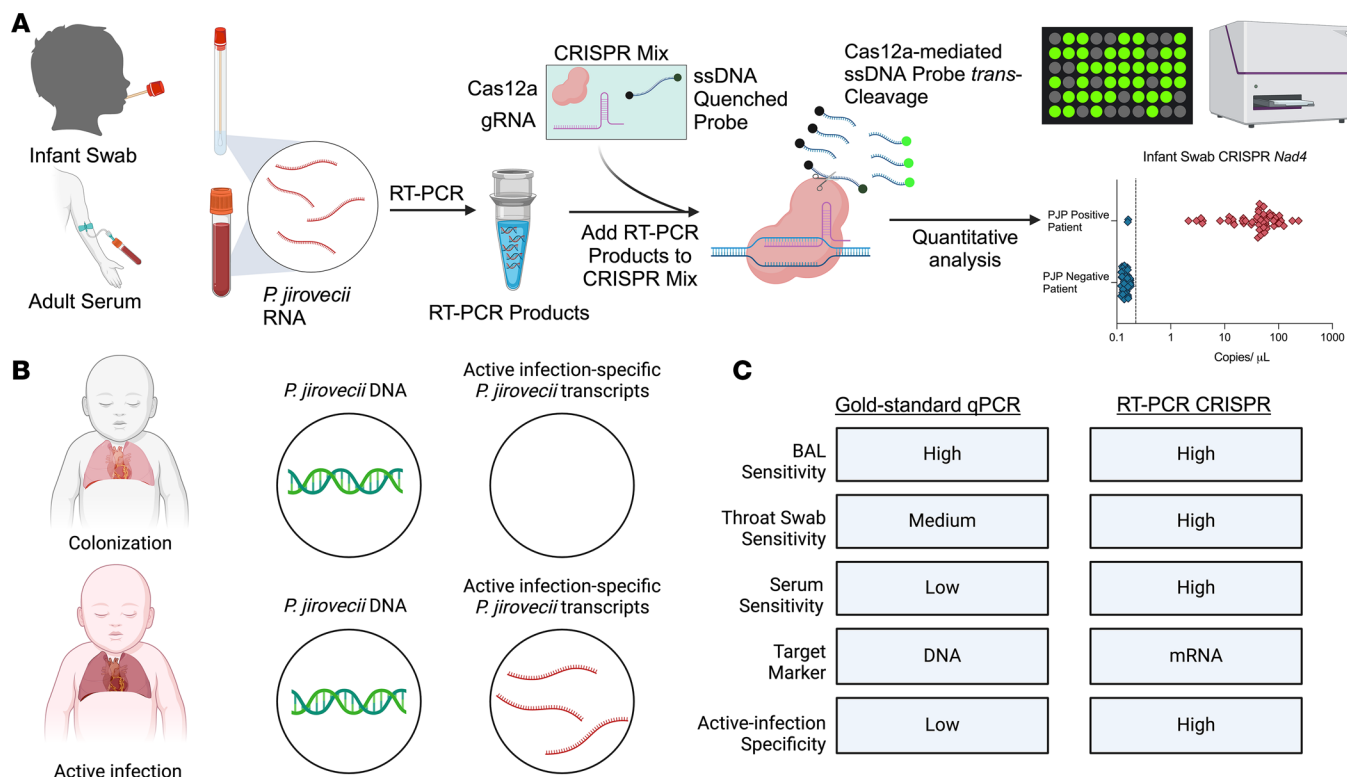 A
Infant Swab
Adult Serum
P. jirovecii
RNA
RT-PCR
RT-PCR Products
CRISPR Mix
Cas12a
gRNA
ssDNA
Quenched
Probe
Add RT-PCR
Products to
CRISPR Mix
Cas12a-mediated
ssDNA Probe trans-
Cleavage
Quantitative
analysis
Infant Swab CRISPR Nad4
PJP Positive
Patient
PJP Negative
Patient
0.1 1 10 100 1000
Copies/ μL
B
Colonization
P. jirovecii DNA
Active infection-specific
P. jirovecii transcripts
Active infection
P. jirovecii DNA
Active infection-specific
P. jirovecii transcripts
C
Gold-standard qPCR RT-PCR CRISPR
BAL
Sensitivity
High High
Throat Swab
Sensitivity
Medium High
Serum
Sensitivity
Low High
Target
Marker
DNA mRNA
Active-infection
Specificity
Low High